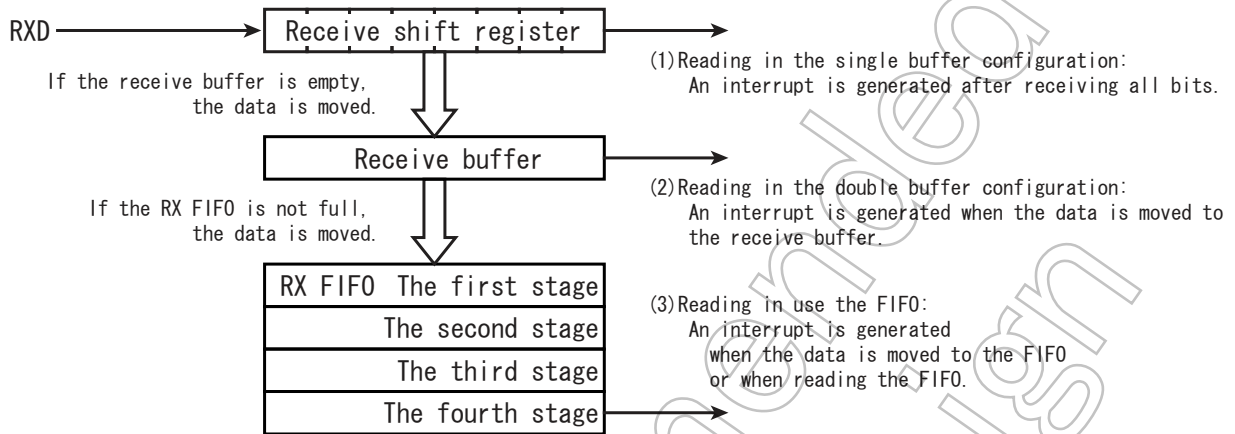 RXD
Receive shift register
If the receive buffer is empty,
the data is moved.
(1)Reading in the single buffer configuration:
An interrupt is generated after receiving all bits.
Receive buffer
If the RX FIFO is not full,
the data is moved.
(2)Reading in the double buffer configuration:
An interrupt is generated when the data is moved to
the receive buffer.
RX FIFO The first stage
The second stage
The third stage
The fourth stage
(3)Reading in use the FIFO:
An interrupt is generated
when the data is moved to the FIFO
or when reading the FIFO.